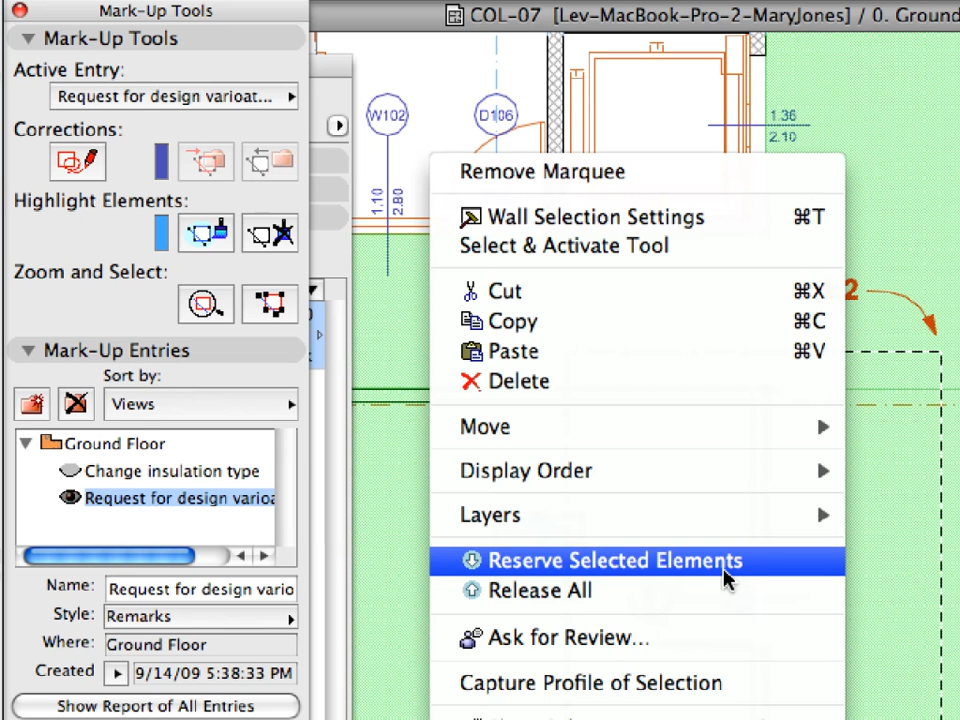 Mark-Up Tools
COL-07 [Lev-MacBook-Pro-2-MaryJones] / 0. Ground
Mark-Up Tools
Active Entry:
Request for design varioat...
Corrections:
Highlight Elements:
Zoom and Select:
Mark-Up Entries
Sort by:
Views
Ground Floor
Change insulation type
Request for design varioa
Name: Request for design vario
Style: Remarks
Where: Ground Floor
Created 9/14/09 5:38:33 PM
Show Report of All Entries
W102
D106
1.10
2.80
1.36
2.10
2
Remove Marquee
Wall Selection Settings ⌘T
Select & Activate Tool
Cut ⌘X
Copy ⌘C
Paste ⌘V
Delete
Move
Display Order
Layers
Reserve Selected Elements
Release All
Ask for Review...
Capture Profile of Selection